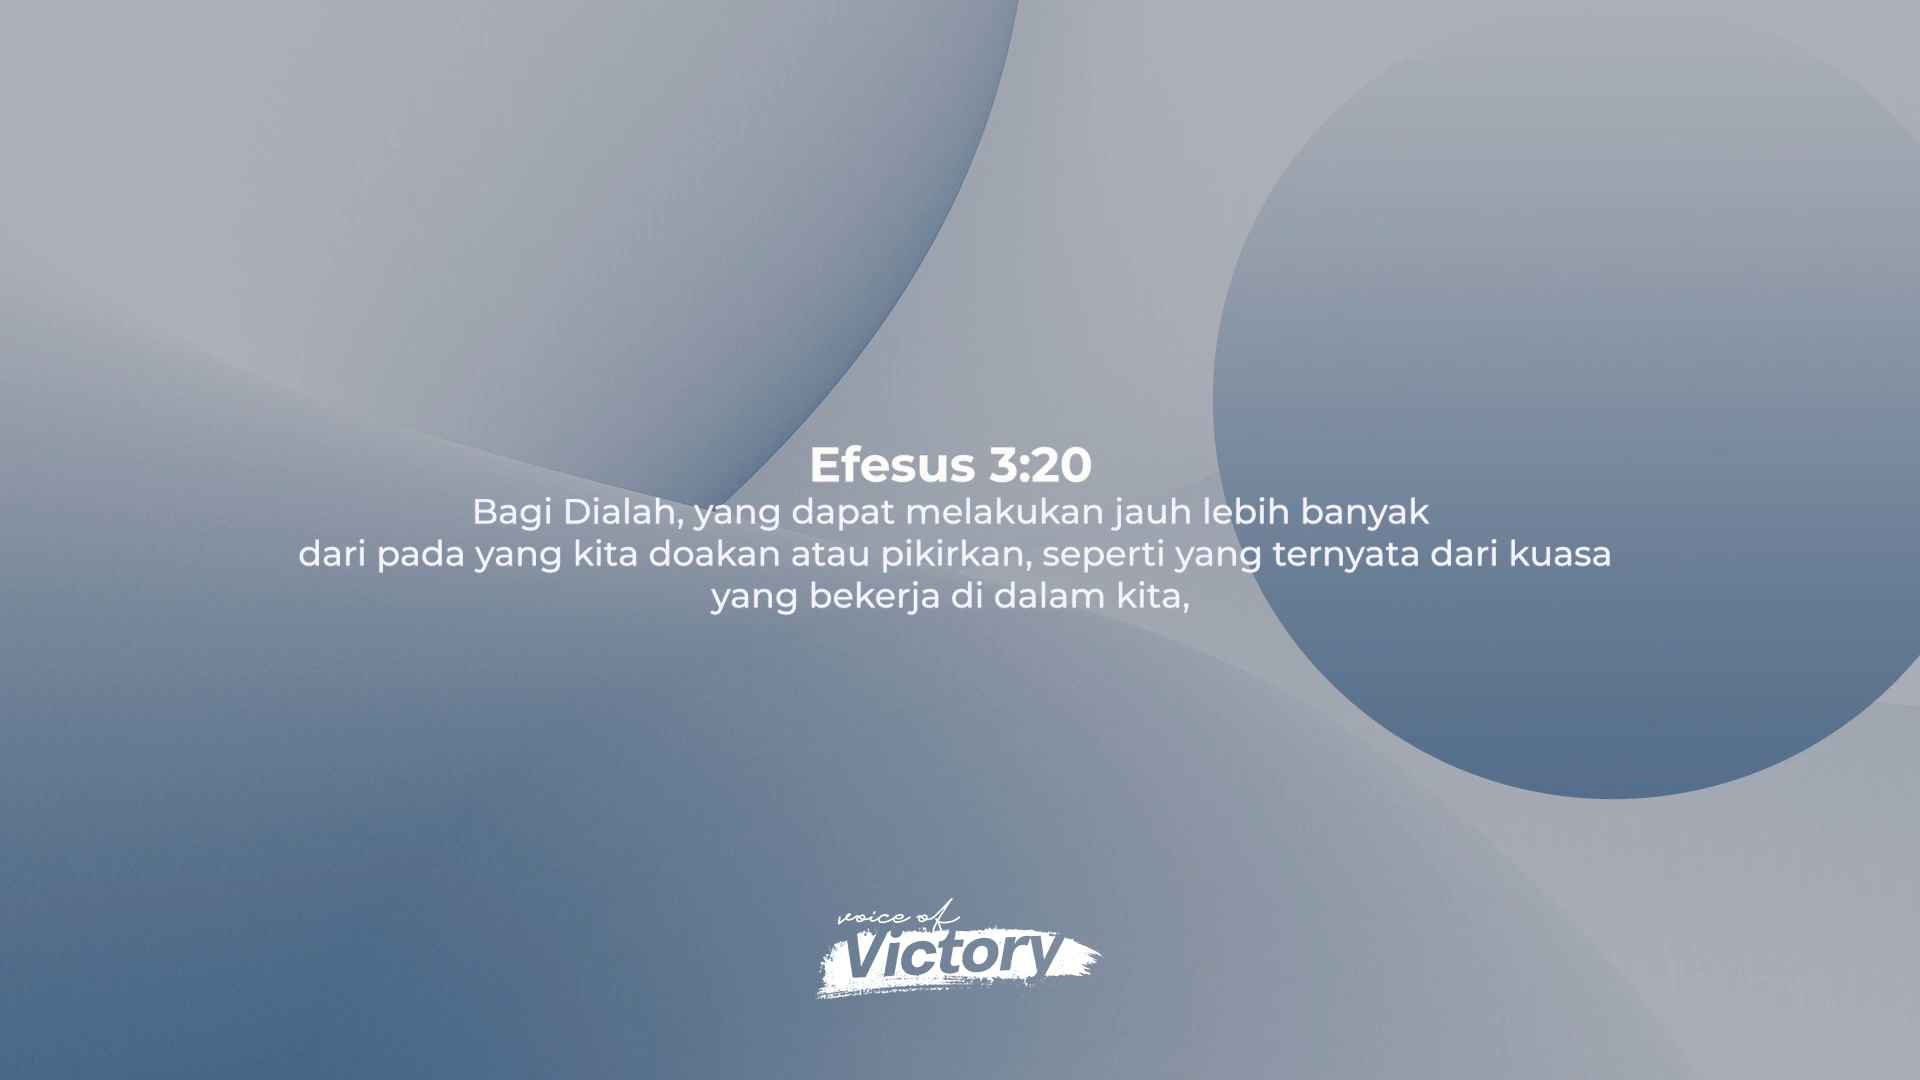 Efesus 3:20
Bagi Dialah, yang dapat melakukan jauh lebih banyak
dari pada yang kita doakan atau pikirkan, seperti yang ternyata dari kuasa
yang bekerja di dalam kita,
voice of
Victory